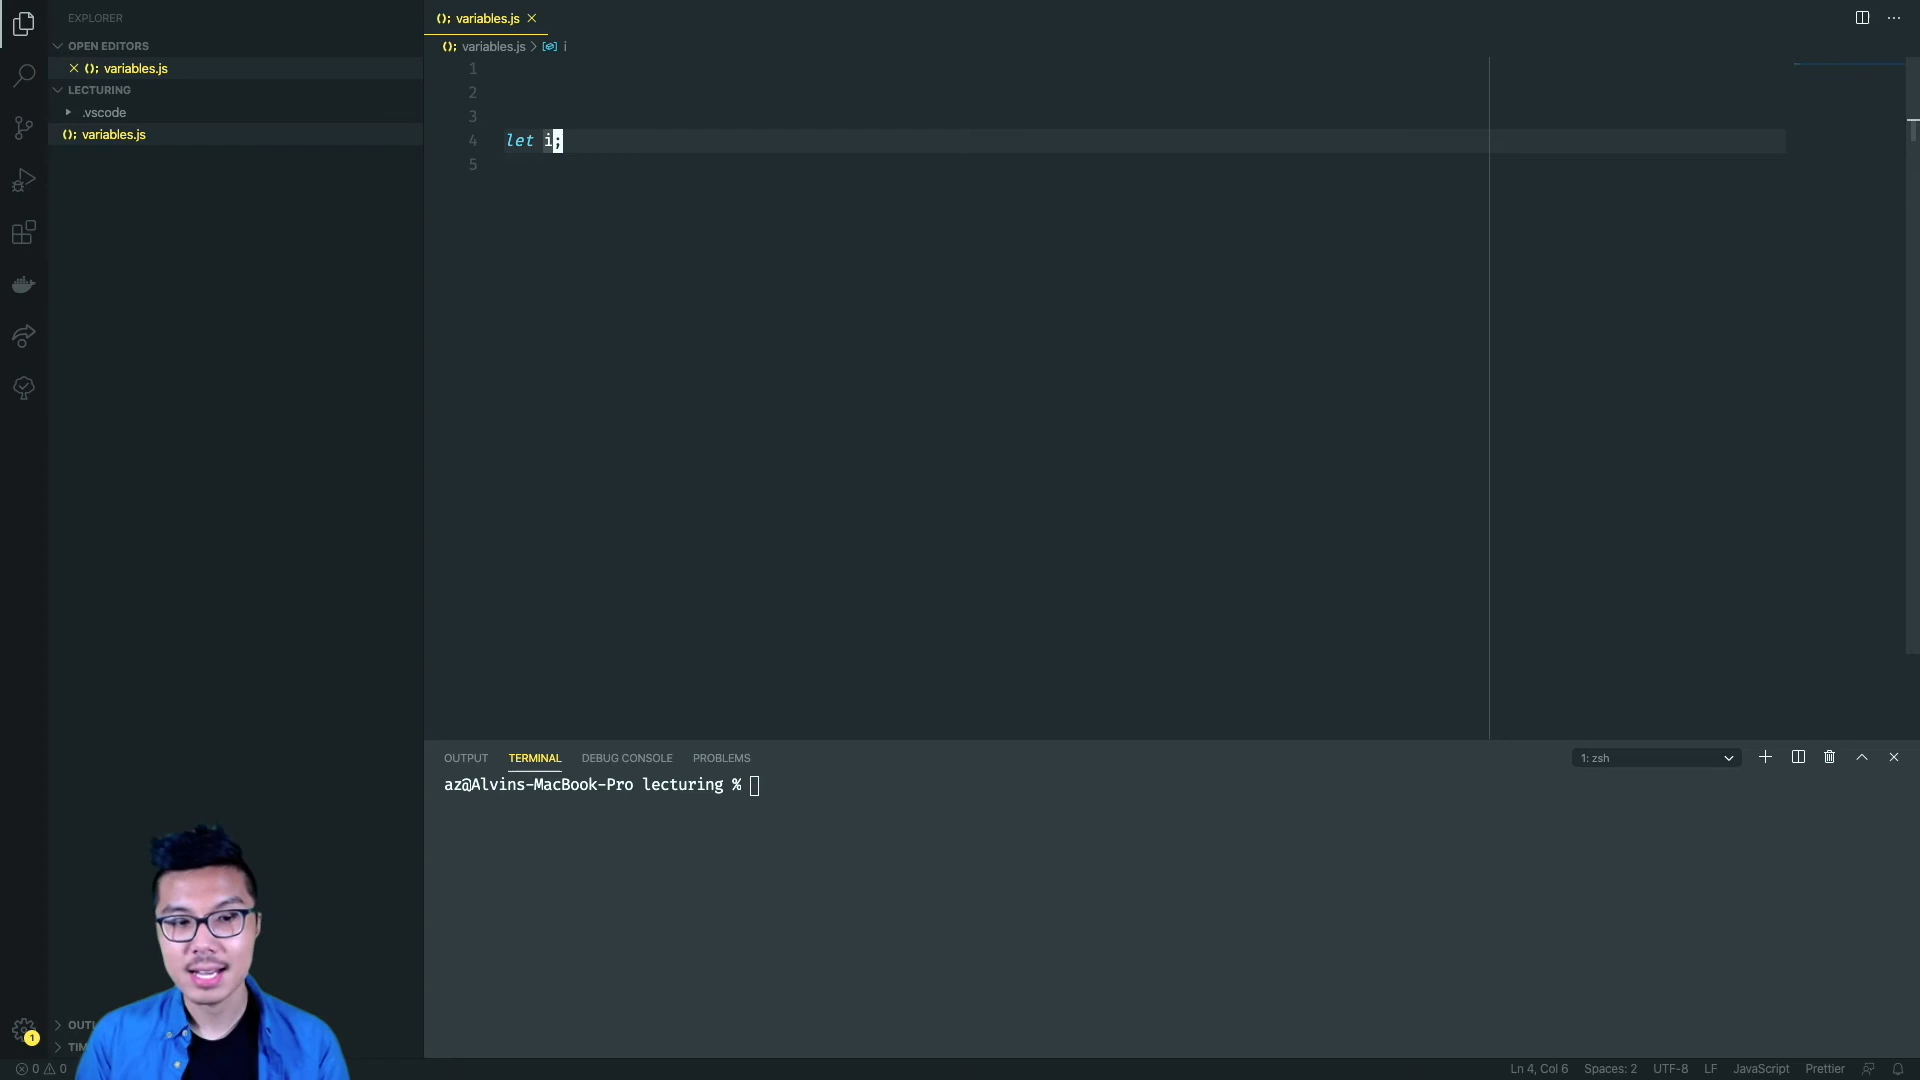 EXPLORER
OPEN EDITORS
variables.js
LECTURING
.vscode
variables.js
variables.js
variables.js > i
1
2
3
4 let i;
5
OUTPUT TERMINAL DEBUG CONSOLE PROBLEMS
1: zsh
az@Alvins-MacBook-Pro lecturing %
OUTL
TIM
1
0 0
Ln 4, Col 6 Spaces: 2 UTF-8 LF JavaScript Prettier